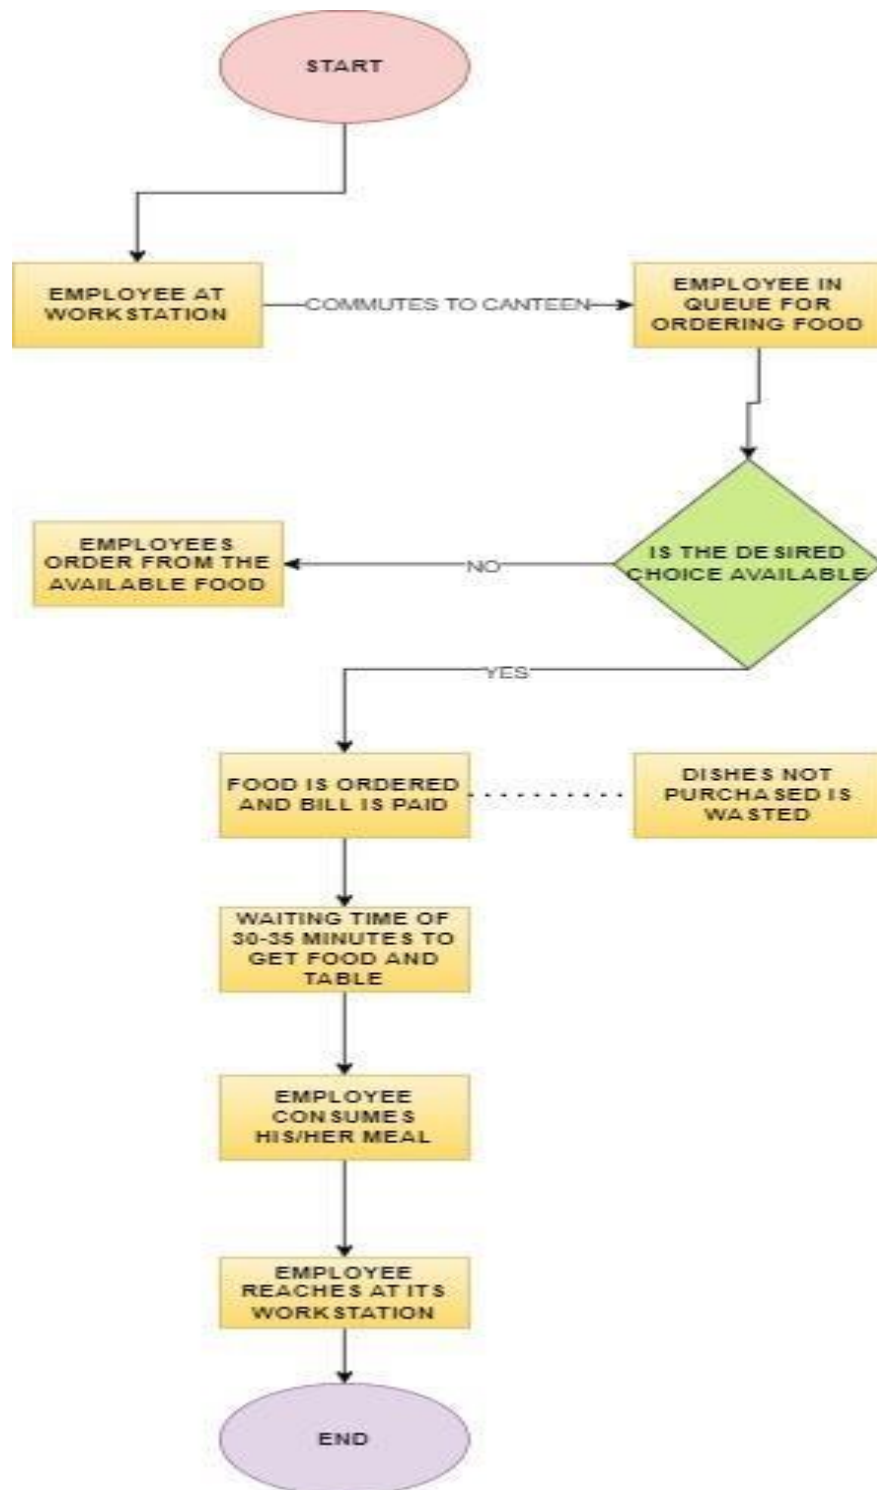 START
EMPLOYEE AT
WORKSTATION
COMMUTES TO CANTEEN
EMPLOYEE IN
QUEUE FOR
ORDERING FOOD
IS THE DESIRED
CHOICE AVAILABLE
NO
EMPLOYEES
ORDER FROM THE
AVAILABLE FOOD
YES
FOOD IS ORDERED
AND BILL IS PAID
DISHES NOT
PURCHASED IS
WASTED
WAITING TIME OF
30-35 MINUTES TO
GET FOOD AND
TABLE
EMPLOYEE
CONSUMES
HIS/HER MEAL
EMPLOYEE
REACHES AT ITS
WORKSTATION
END